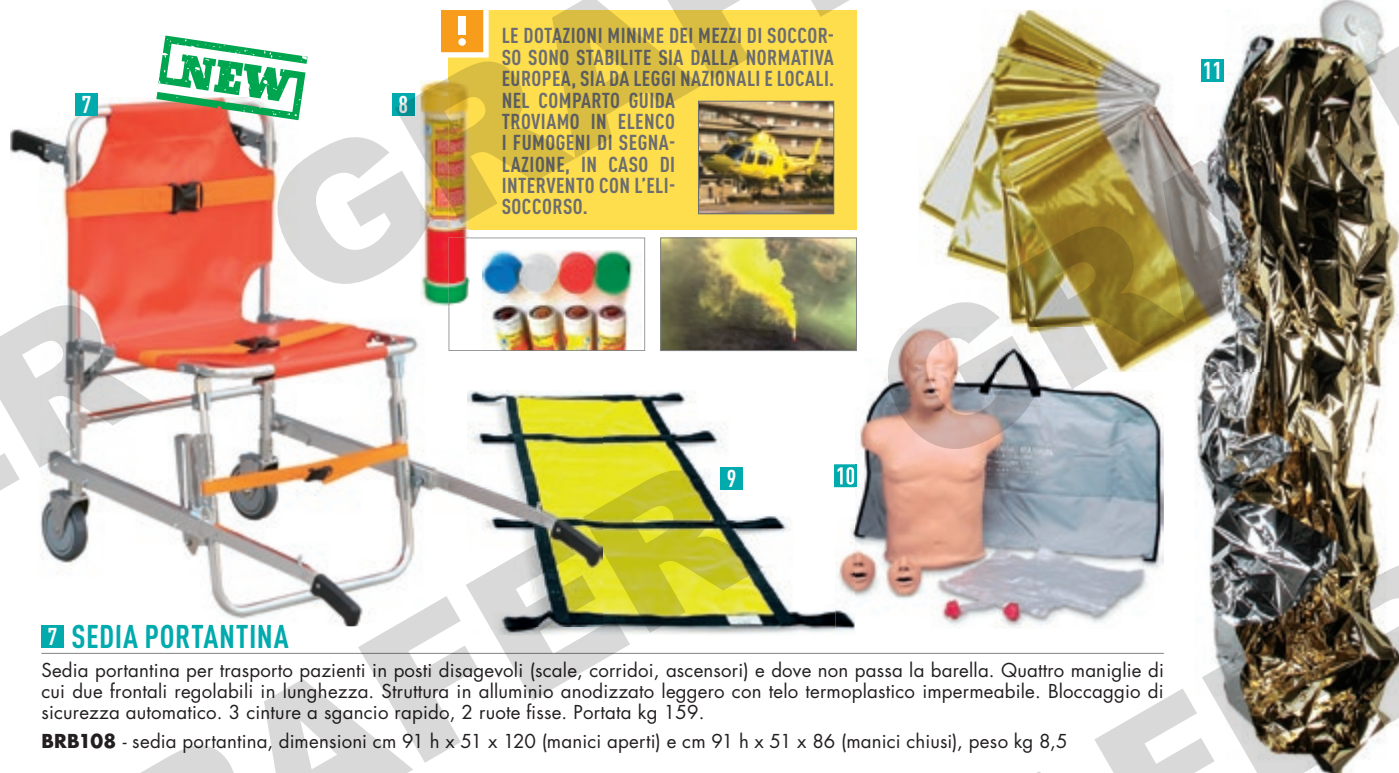 NEW
7
8
!
LE DOTAZIONI MINIME DEI MEZZI DI SOCCOR-
SO SONO STABILITE SIA DALLA NORMATIVA
EUROPEA, SIA DA LEGGI NAZIONALI E LOCALI.
NEL COMPARTO GUIDA
TROVIAMO IN ELENCO
I FUMOGENI DI SEGNA-
LAZIONE, IN CASO DI
INTERVENTO CON L'ELI-
SOCCORSO.
11
9
10
7 SEDIA PORTANTINA
Sedia portantina per trasporto pazienti in posti disagevoli (scale, corridoi, ascensori) e dove non passa la barella. Quattro maniglie di
cui due frontali regolabili in lunghezza. Struttura in alluminio anodizzato leggero con telo termoplastico impermeabile. Bloccaggio di
sicurezza automatico. 3 cinture a sgancio rapido, 2 ruote fisse. Portata kg 159.
BRB108 - sedia portantina, dimensioni cm 91 h x 51 x 120 (manici aperti) e cm 91 h x 51 x 86 (manici chiusi), peso kg 8,5